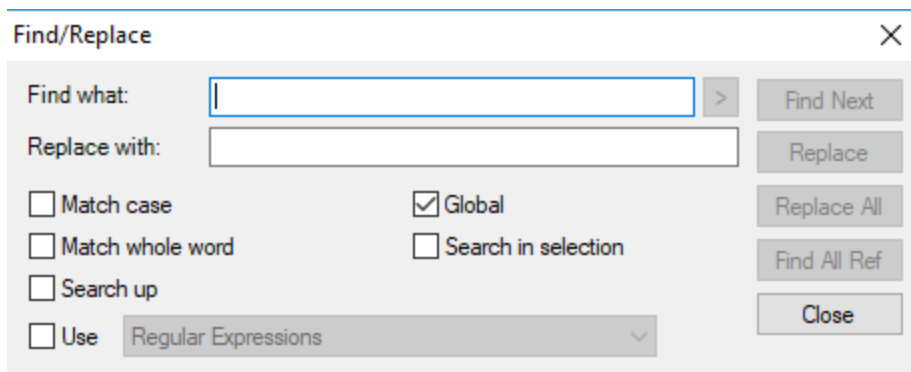 Find/Replace
Find what:
>
Find Next
Replace with:
Replace
Match case
Global
Replace All
Match whole word
Search in selection
Find All Ref
Search up
Close
Use
Regular Expressions